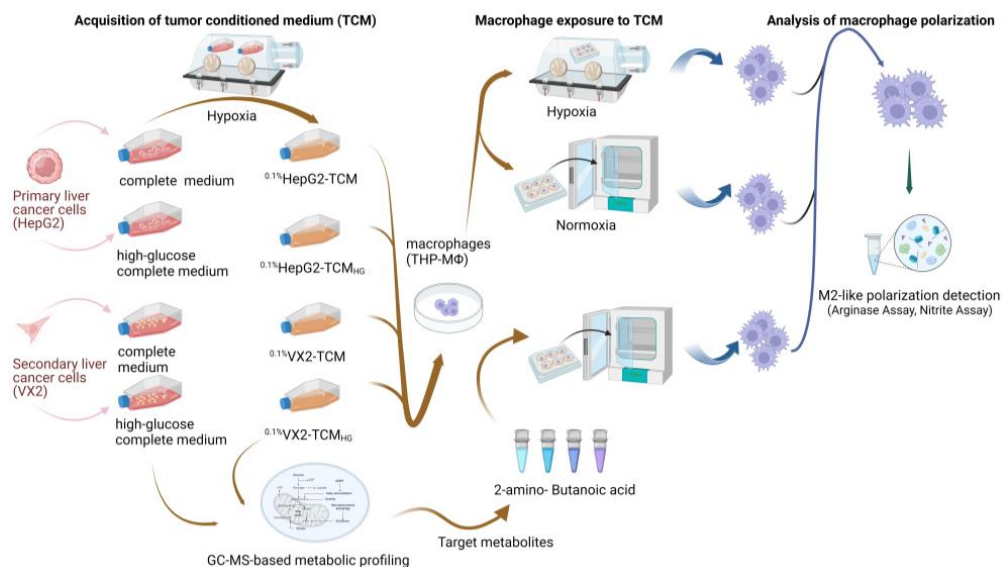 Acquisition of tumor conditioned medium (TCM)
Macrophage exposure to TCM
Analysis of macrophage polarization
Hypoxia
Primary liver
cancer cells
(HepG2)
complete medium
0.1%HepG2-TCM
high-glucose
complete medium
0.1%HepG2-TCMHG
Secondary liver
cancer cells
(VX2)
complete
medium
0.1%VX2-TCM
high-glucose
complete medium
0.1%VX2-TCMHG
GC-MS-based metabolic profiling
Target metabolites
macrophages
(THP-MΦ)
Hypoxia
Normoxia
2-amino- Butanoic acid
M2-like polarization detection
(Arginase Assay, Nitrite Assay)